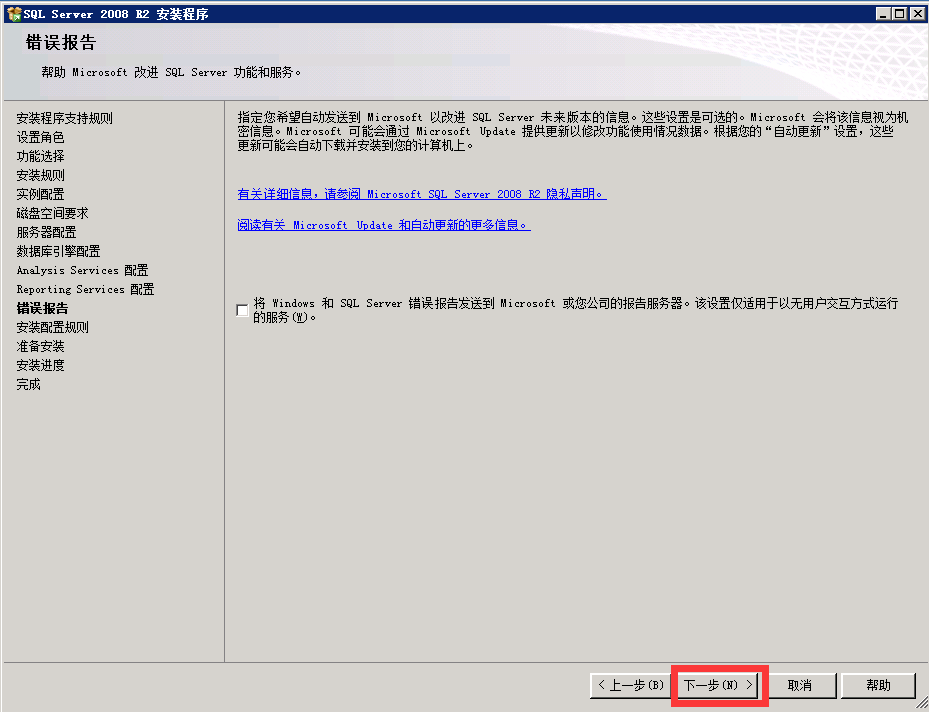 SQL Server 2008 R2 安装程序
错误报告
帮助 Microsoft 改进 SQL Server 功能和服务。
安装程序支持规则
设置角色
功能选择
安装规则
实例配置
磁盘空间要求
服务器配置
数据库引擎配置
Analysis Services 配置
Reporting Services 配置
错误报告
安装配置规则
准备安装
安装进度
完成
指定您希望自动发送到 Microsoft 以改进 SQL Server 未来版本的信息。这些设置是可选的。Microsoft 会将该信息视为机
密信息。Microsoft 可能会通过 Microsoft Update 提供更新以修改功能使用情况数据。根据您的“自动更新”设置，这些
更新可能会自动下载并安装到您的计算机上。
有关详细信息，请参阅 Microsoft SQL Server 2008 R2 隐私声明。
阅读有关 Microsoft Update 和自动更新的更多信息。
将 Windows 和 SQL Server 错误报告发送到 Microsoft 或您公司的报告服务器。该设置仅适用于以无用户交互方式运行
的服务(W)。
< 上一步(B)
下一步(N) >
取消
帮助